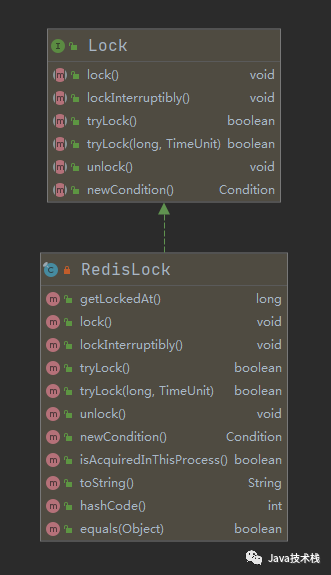 Lock
lock() void
lockInterruptibly() void
tryLock() boolean
tryLock(long, TimeUnit) boolean
unlock() void
newCondition() Condition
RedisLock
getLockedAt() long
lock() void
lockInterruptibly() void
tryLock() boolean
tryLock(long, TimeUnit) boolean
unlock() void
newCondition() Condition
isAcquiredInThisProcess() boolean
toString() String
hashCode() int
equals(Object) boolean
Java技术栈